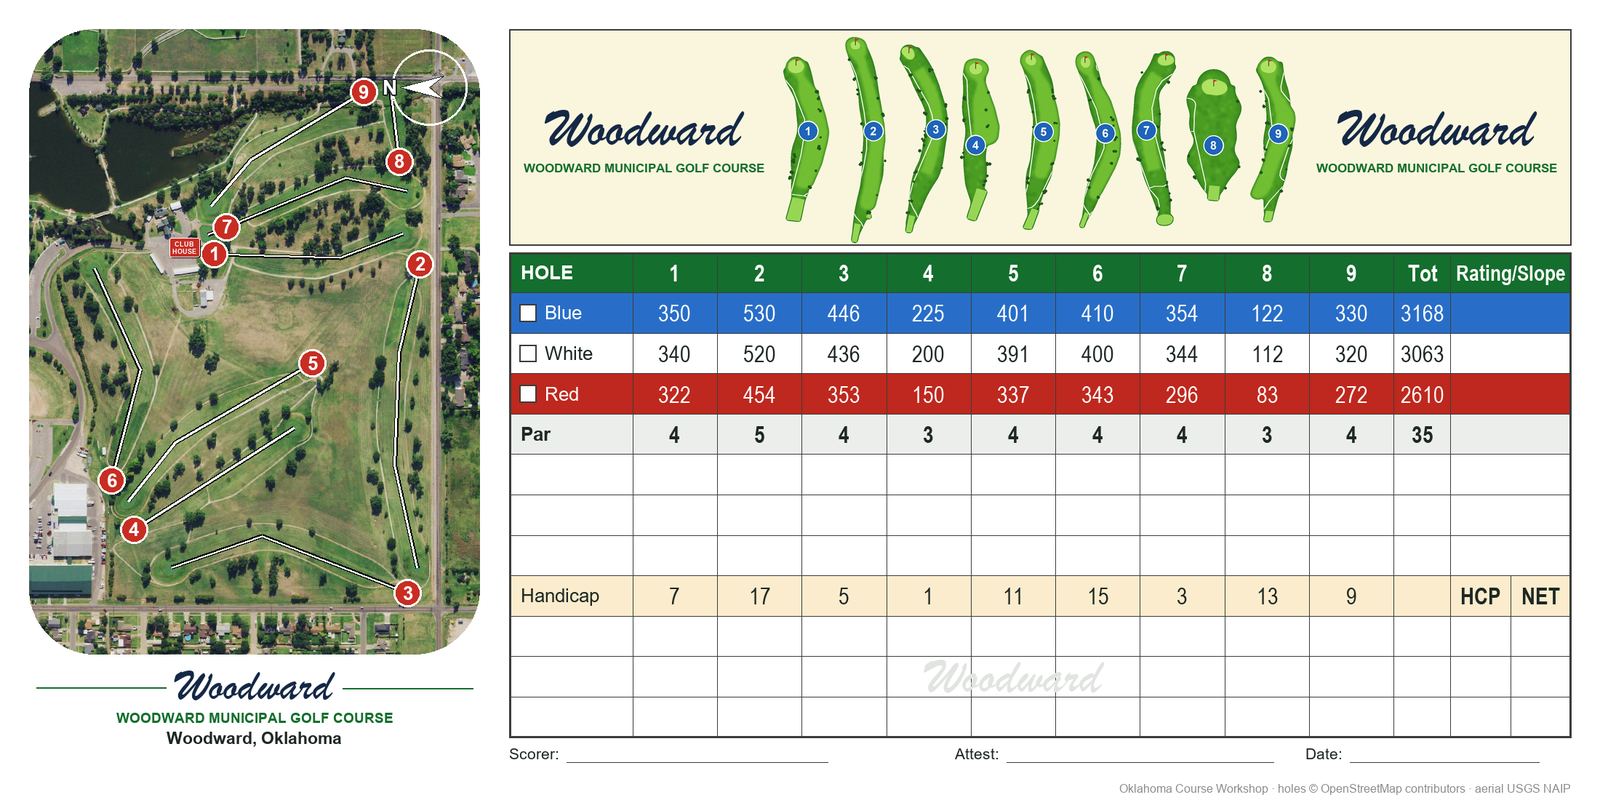 9
N
8
7
CLUB
HOUSE
1
2
5
6
4
3
Woodward
WOODWARD MUNICIPAL GOLF COURSE
Woodward, Oklahoma
Woodward
WOODWARD MUNICIPAL GOLF COURSE
1 2 3 4 5 6 7 8 9
Woodward
WOODWARD MUNICIPAL GOLF COURSE
HOLE 1 2 3 4 5 6 7 8 9 Tot Rating/Slope
Blue 350 530 446 225 401 410 354 122 330 3168
White 340 520 436 200 391 400 344 112 320 3063
Red 322 454 353 150 337 343 296 83 272 2610
Par 4 5 4 3 4 4 4 3 4 35
Handicap 7 17 5 1 11 15 3 13 9 HCP NET
Woodward
Scorer: Attest: Date:
Oklahoma Course Workshop · holes © OpenStreetMap contributors · aerial USGS NAIP